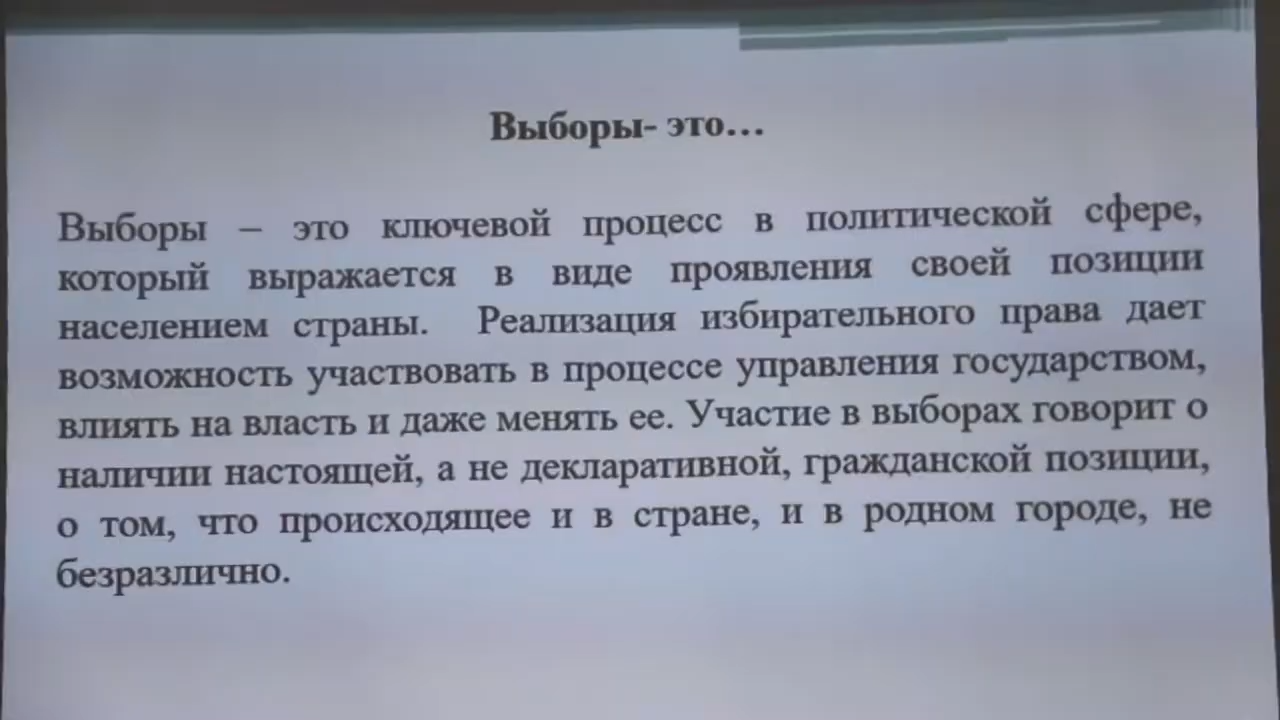 Выборы- это...
Выборы – это ключевой процесс в политической сфере,
который выражается в виде проявления своей позиции
населением страны. Реализация избирательного права дает
возможность участвовать в процессе управления государством,
влиять на власть и даже менять ее. Участие в выборах говорит о
наличии настоящей, а не декларативной, гражданской позиции,
о том, что происходящее и в стране, и в родном городе, не
безразлично.